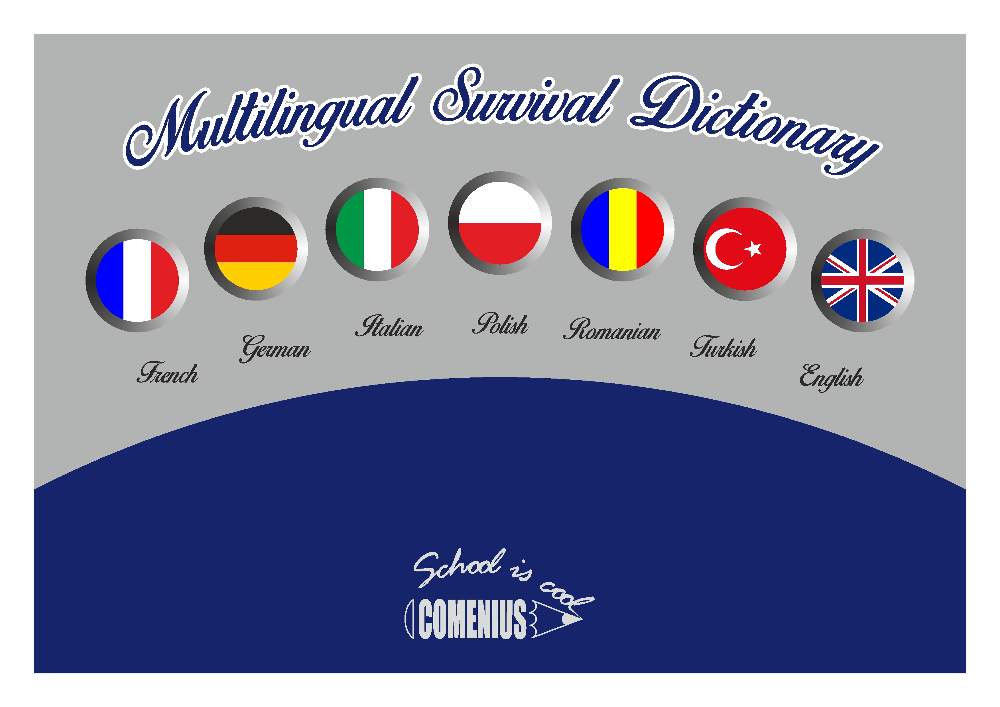 Multilingual Survival Dictionary
French
German
Italian
Polish
Romanian
Turkish
English
School is cool
COMENIUS